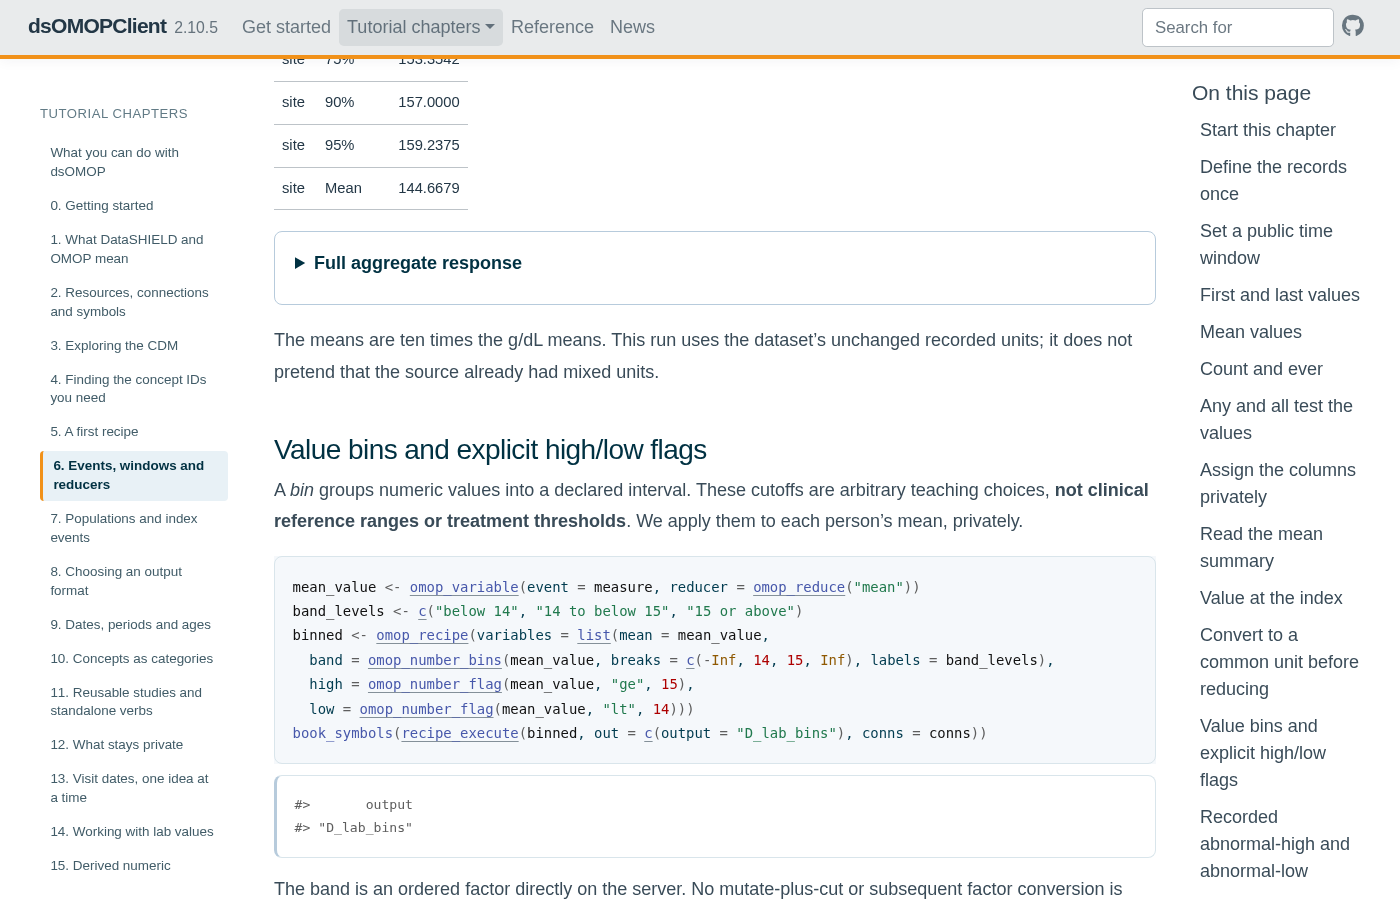 dsOMOPClient 2.10.5 Get started Tutorial chapters Reference News Search for
TUTORIAL CHAPTERS
What you can do with
dsOMOP
0. Getting started
1. What DataSHIELD and
OMOP mean
2. Resources, connections
and symbols
3. Exploring the CDM
4. Finding the concept IDs
you need
5. A first recipe
6. Events, windows and
reducers
7. Populations and index
events
8. Choosing an output
format
9. Dates, periods and ages
10. Concepts as categories
11. Reusable studies and
standalone verbs
12. What stays private
13. Visit dates, one idea at
a time
14. Working with lab values
15. Derived numeric
site 75% 153.3542
site 90% 157.0000
site 95% 159.2375
site Mean 144.6679
Full aggregate response
The means are ten times the g/dL means. This run uses the dataset’s unchanged recorded units; it does not
pretend that the source already had mixed units.
Value bins and explicit high/low flags
A bin groups numeric values into a declared interval. These cutoffs are arbitrary teaching choices, not clinical
reference ranges or treatment thresholds. We apply them to each person’s mean, privately.
mean_value <- omop_variable(event = measure, reducer = omop_reduce("mean"))
band_levels <- c("below 14", "14 to below 15", "15 or above")
binned <- omop_recipe(variables = list(mean = mean_value,
  band = omop_number_bins(mean_value, breaks = c(-Inf, 14, 15, Inf), labels = band_levels),
  high = omop_number_flag(mean_value, "ge", 15),
  low = omop_number_flag(mean_value, "lt", 14)))
book_symbols(recipe_execute(binned, out = c(output = "D_lab_bins"), conns = conns))
#>       output
#> "D_lab_bins"
The band is an ordered factor directly on the server. No mutate-plus-cut or subsequent factor conversion is
On this page
Start this chapter
Define the records
once
Set a public time
window
First and last values
Mean values
Count and ever
Any and all test the
values
Assign the columns
privately
Read the mean
summary
Value at the index
Convert to a
common unit before
reducing
Value bins and
explicit high/low
flags
Recorded
abnormal-high and
abnormal-low